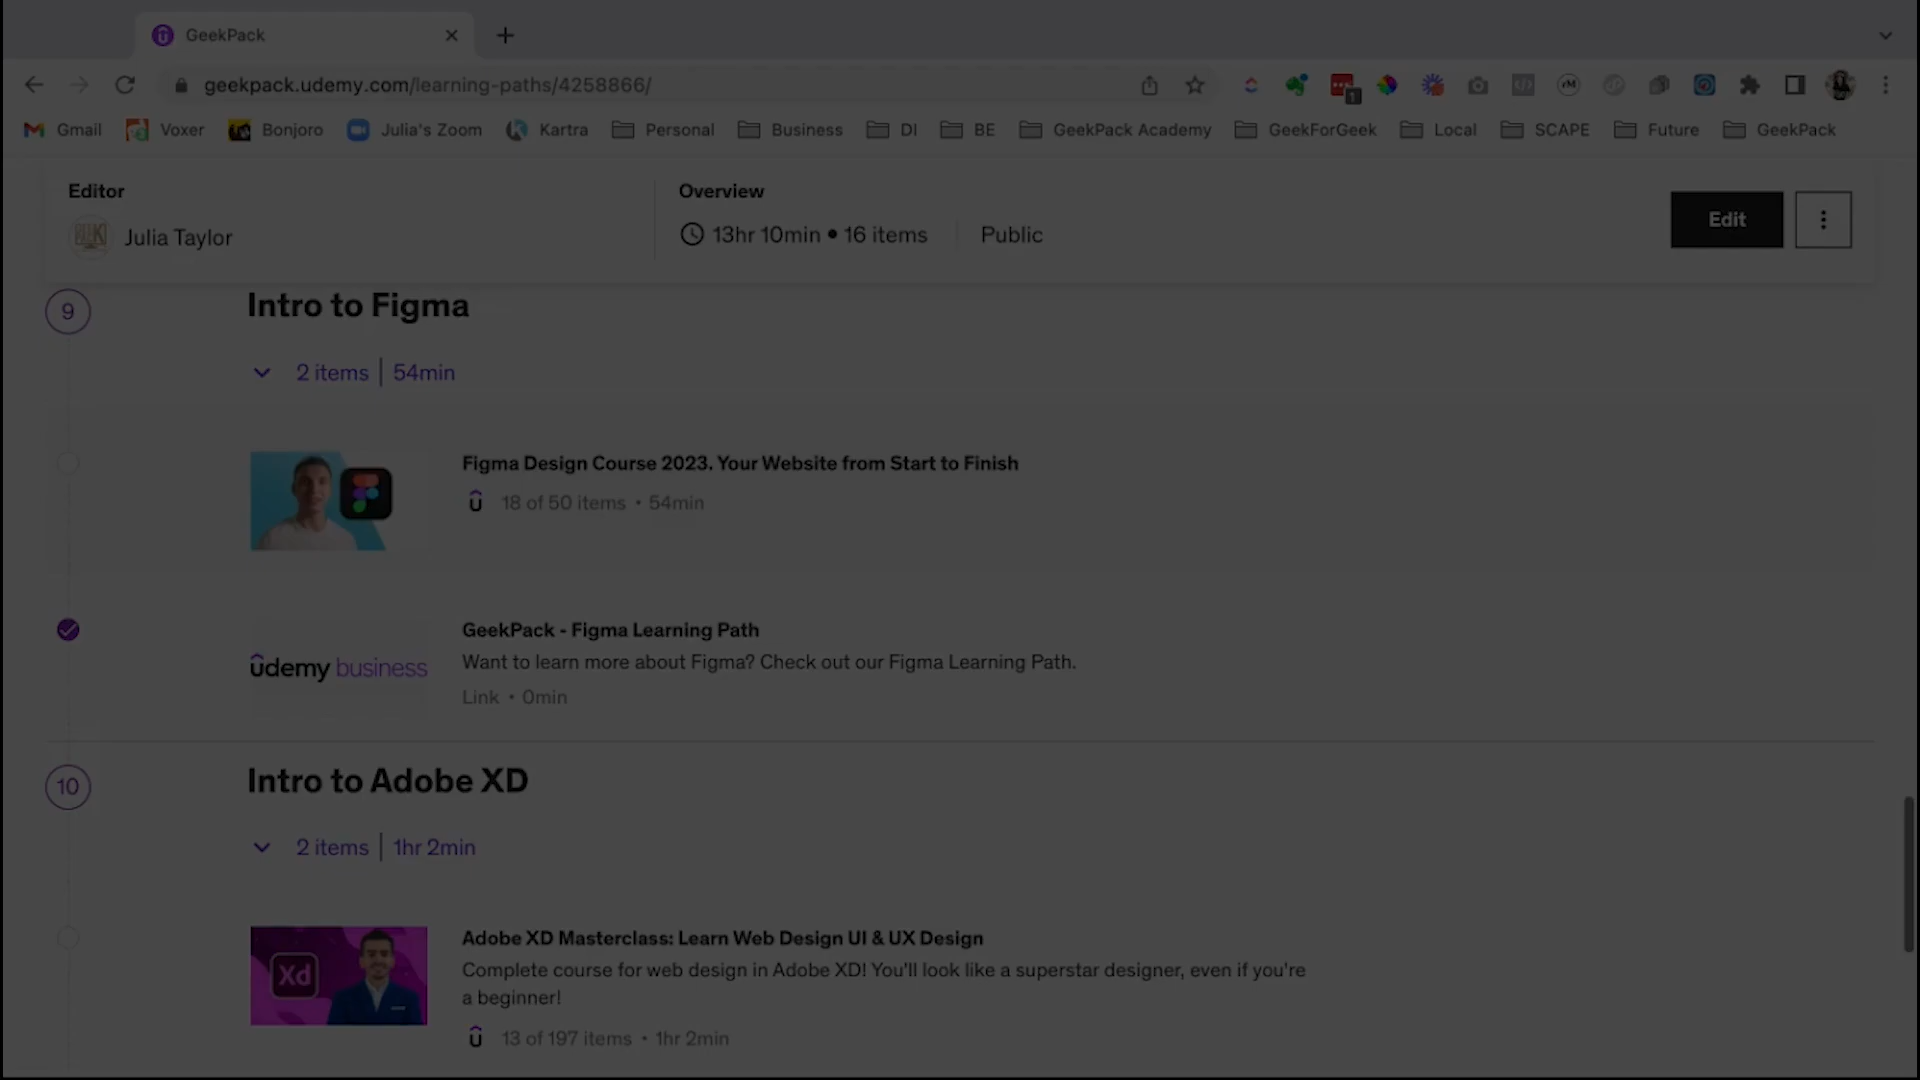 GeekPack
geekpack.udemy.com/learning-paths/4258866/
1
Gmail Voxer Bonjoro Julia's Zoom Kartra Personal Business DI BE GeekPack Academy GeekForGeek Local SCAPE Future GeekPack
Editor
Julia Taylor
Overview
13hr 10min • 16 items Public
Edit
9 Intro to Figma
2 items | 54min
Figma Design Course 2023. Your Website from Start to Finish
18 of 50 items • 54min
udemy business
GeekPack - Figma Learning Path
Want to learn more about Figma? Check out our Figma Learning Path.
Link • 0min
10 Intro to Adobe XD
2 items | 1hr 2min
Xd
Adobe XD Masterclass: Learn Web Design UI & UX Design
Complete course for web design in Adobe XD! You'll look like a superstar designer, even if you're
a beginner!
13 of 197 items • 1hr 2min